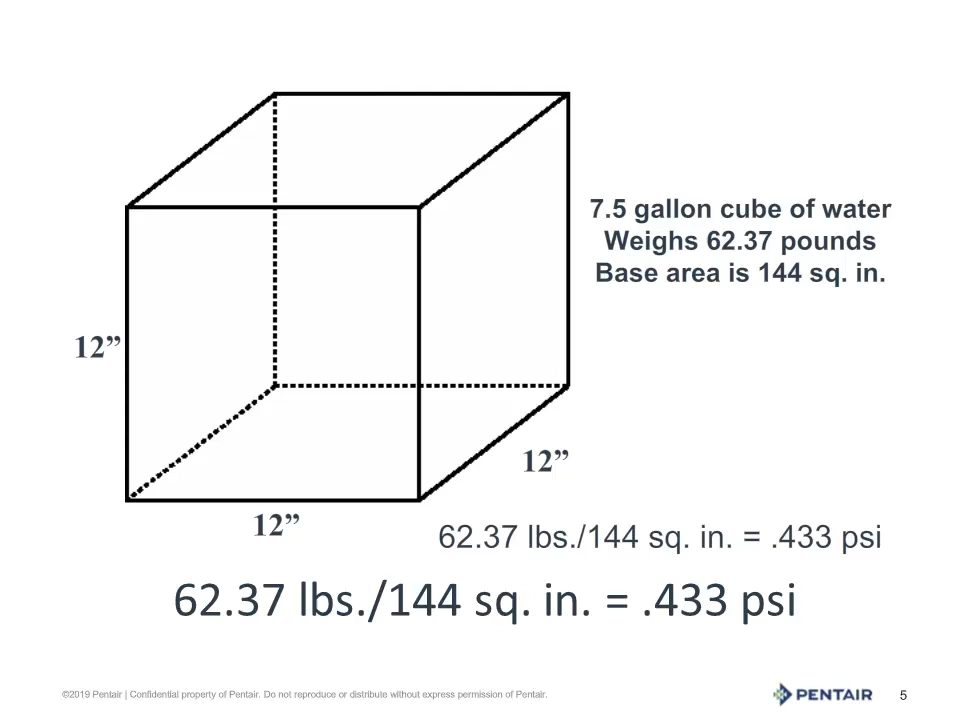 7.5 gallon cube of water
Weighs 62.37 pounds
Base area is 144 sq. in.
12”
12”
12”
62.37 lbs./144 sq. in. = .433 psi
62.37 lbs./144 sq. in. = .433 psi
©2019 Pentair | Confidential property of Pentair. Do not reproduce or distribute without express permission of Pentair.
PENTAIR
5